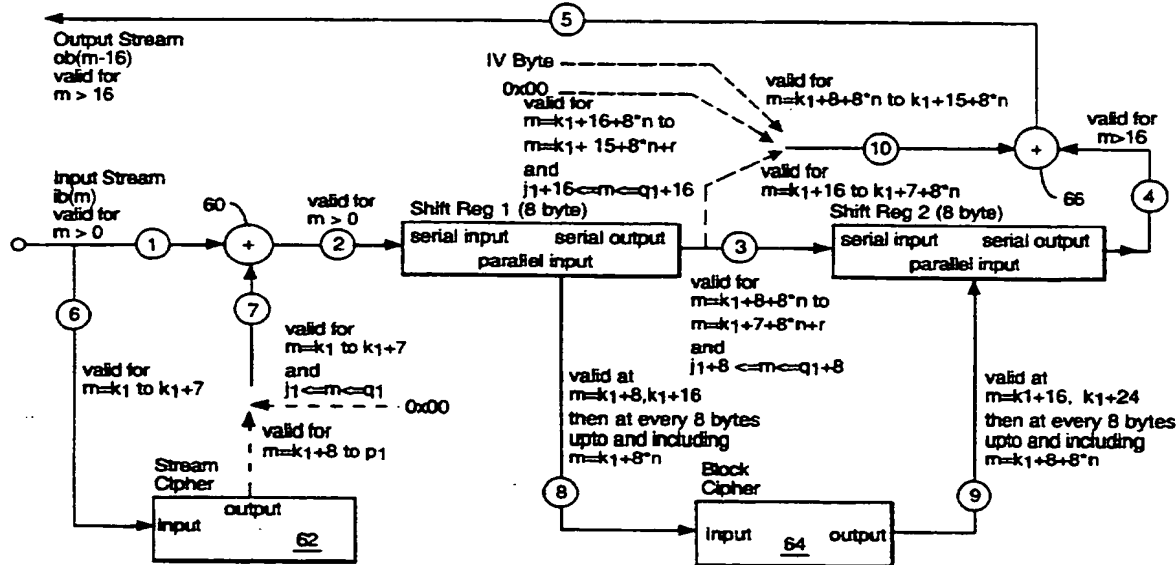 5
Output Stream
ob(m-16)
valid for
m > 16
IV Byte
0x00
valid for
m=k1+16+8*n to
m=k1+ 15+8*n+r
and
j1+16<=m<=q1+16
valid for
m=k1+8+8*n to k1+15+8*n
10
valid for
m=k1+16 to k1+7+8*n
+
66
valid for
m>16
4
Input Stream
ib(m)
valid for
m > 0
1
60
+
valid for
m > 0
2
Shift Reg 1 (8 byte)
serial input serial output
parallel input
3
Shift Reg 2 (8 byte)
serial input serial output
parallel input
6
valid for
m=k1 to k1+7
7
valid for
m=k1 to k1+7
and
j1<=m<=q1
0x00
valid for
m=k1+8 to p1
valid for
m=k1+8+8*n to
m=k1+7+8*n+r
and
j1+8 <=m<=q1+8
valid at
m=k1+8,k1+16
then at every 8 bytes
upto and including
m=k1+8*n
8
valid at
m=k1+16, k1+24
then at every 8 bytes
upto and including
m=k1+8+8*n
9
Stream
Cipher
output
input
62
Block
Cipher
input output
64